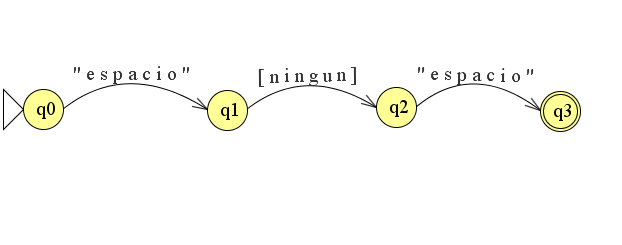 "espacio" [ningun] "espacio"
q0 q1 q2 q3